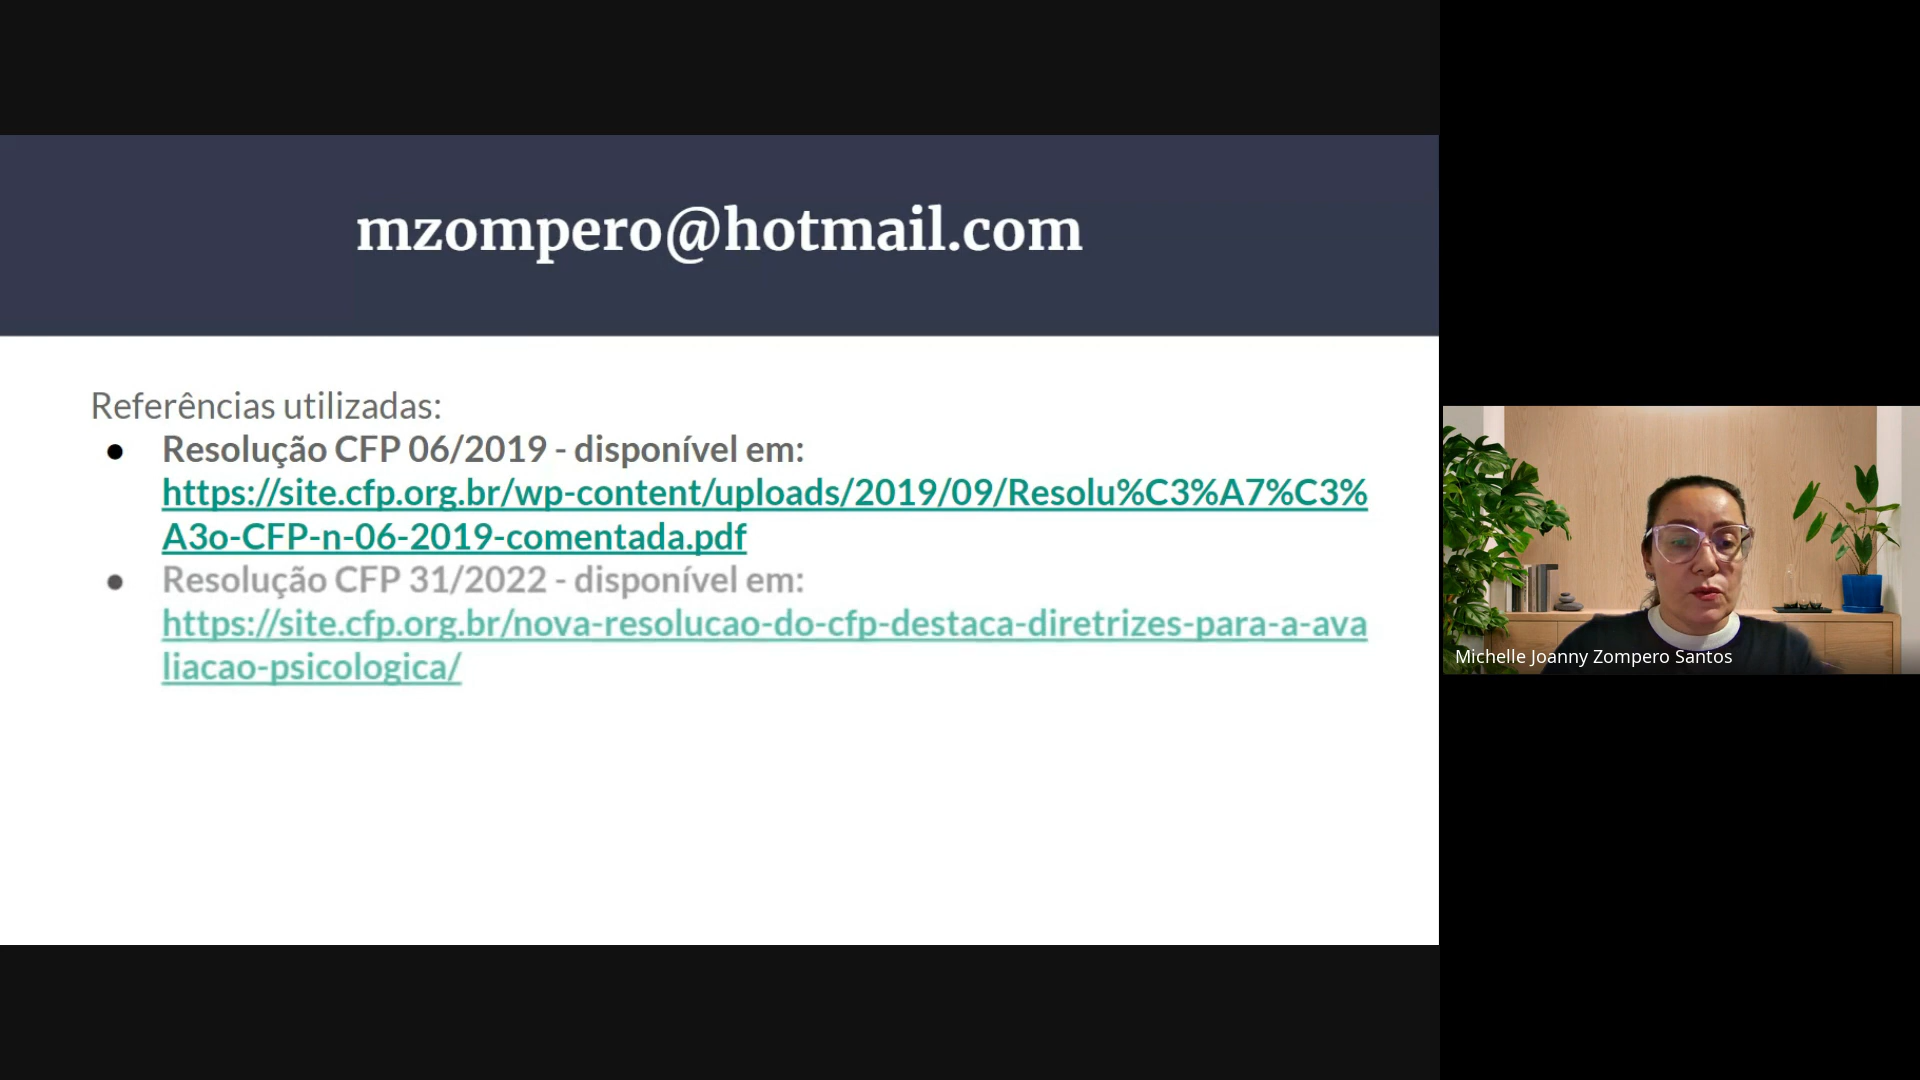 mzompero@hotmail.com
Referências utilizadas:
● Resolução CFP 06/2019 - disponível em:
https://site.cfp.org.br/wp-content/uploads/2019/09/Resolu%C3%A7%C3%
A3o-CFP-n-06-2019-comentada.pdf
● Resolução CFP 31/2022 - disponível em:
https://site.cfp.org.br/nova-resolucao-do-cfp-destaca-diretrizes-para-a-ava
liacao-psicologica/
Michelle Joanny Zompero Santos